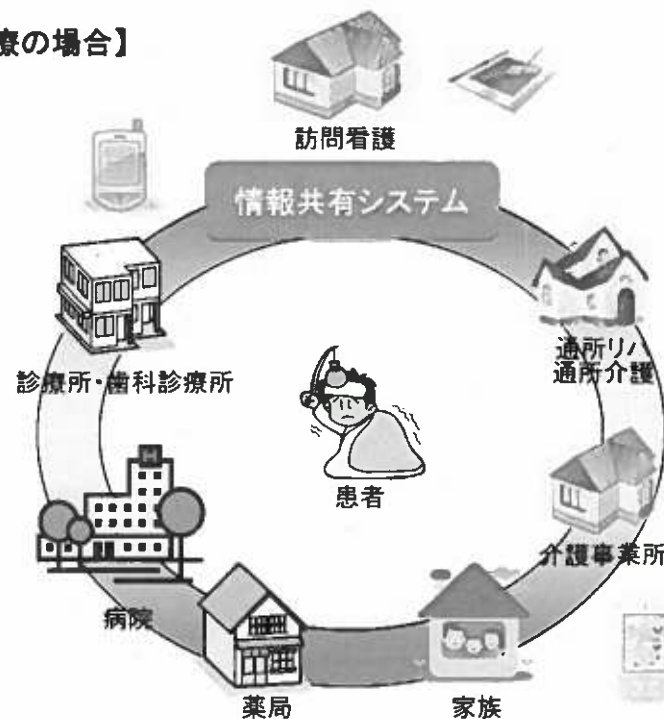 療の場合】
訪問看護
情報共有システム
診療所・歯科診療所
通所リハ
通所介護
患者
介護事業所
病院
薬局
家族